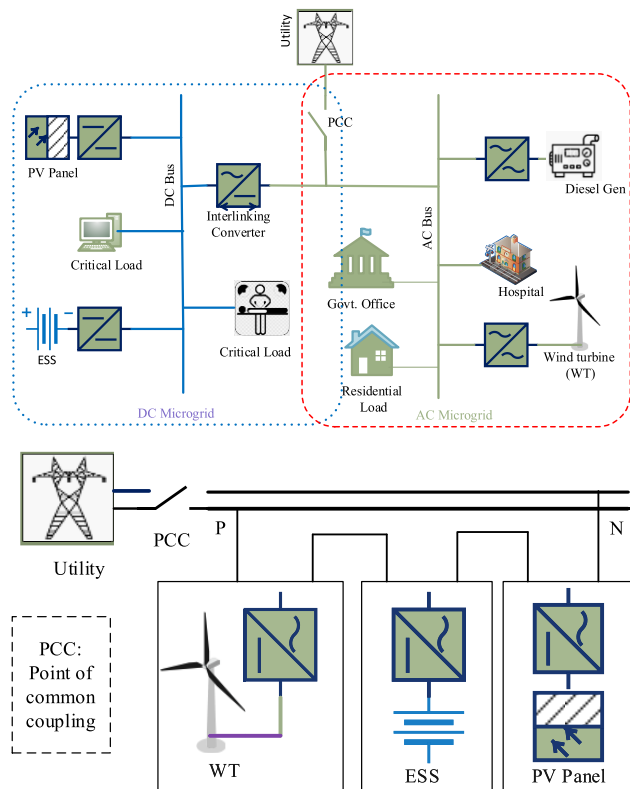 Utility
PCC
PV Panel
DC Bus
Interlinking
Converter
AC Bus
Diesel Gen
Critical Load
Govt. Office
Hospital
+ −
ESS
Critical Load
Residential
Load
Wind turbine
(WT)
DC Microgrid
AC Microgrid
Utility
PCC
P
N
PCC:
Point of
common
coupling
WT
ESS
PV Panel